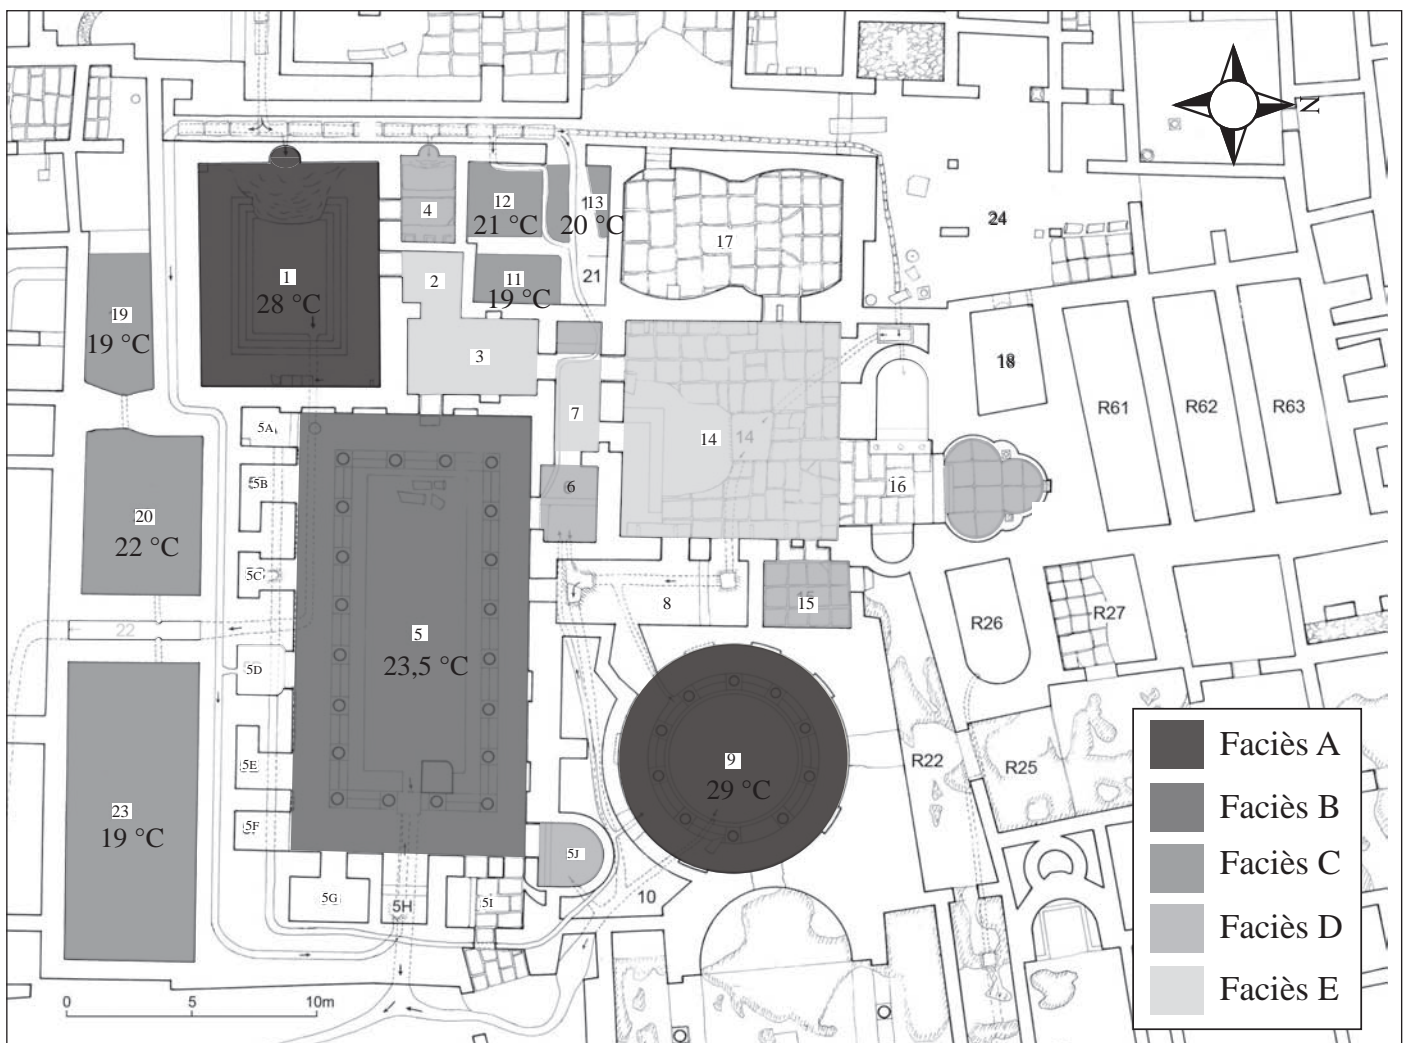 N
24
17
4
12
21 °C
13
20 °C
1
28 °C
2
11
19 °C
21
19
19 °C
3
18
R61
R62
R63
7
14
14
5A
6
16
5B
20
22 °C
5C
8
15
R26
R27
22
5
23,5 °C
5D
9
29 °C
R22
R25
5E
23
19 °C
5F
5J
5G
5H
5I
10
0
5
10m
Faciès A
Faciès B
Faciès C
Faciès D
Faciès E